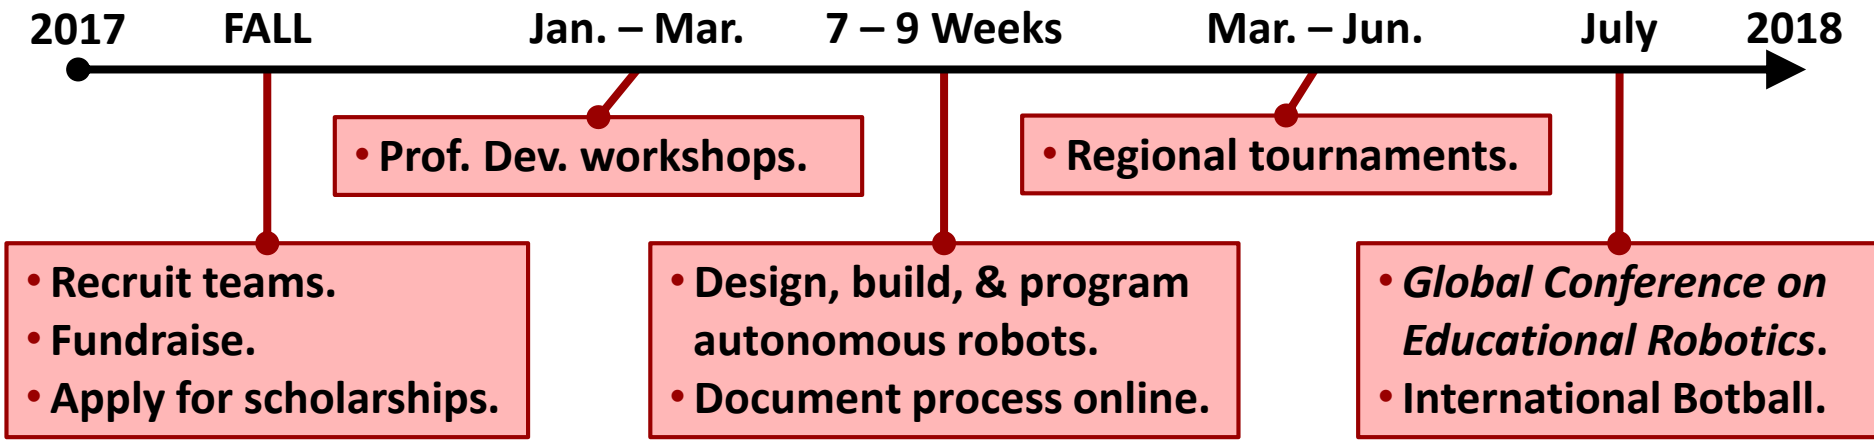 2017 FALL Jan. – Mar. 7 – 9 Weeks Mar. – Jun. July 2018
• Prof. Dev. workshops.
• Regional tournaments.
• Recruit teams.
• Fundraise.
• Apply for scholarships.
• Design, build, & program
autonomous robots.
• Document process online.
• Global Conference on
Educational Robotics.
• International Botball.